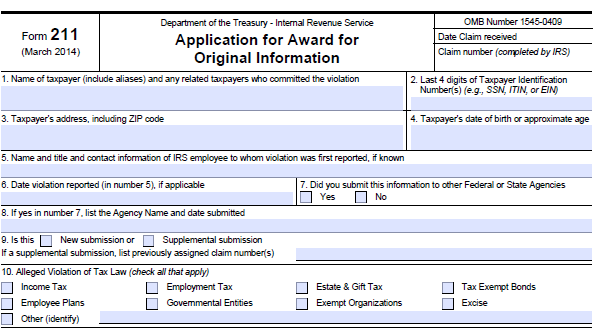 Form 211
(March 2014)
Department of the Treasury - Internal Revenue Service
Application for Award for
Original Information
OMB Number 1545-0409
Date Claim received
Claim number (completed by IRS)
1. Name of taxpayer (include aliases) and any related taxpayers who committed the violation
2. Last 4 digits of Taxpayer Identification
Number(s) (e.g., SSN, ITIN, or EIN)
3. Taxpayer's address, including ZIP code
4. Taxpayer's date of birth or approximate age
5. Name and title and contact information of IRS employee to whom violation was first reported, if known
6. Date violation reported (in number 5), if applicable
7. Did you submit this information to other Federal or State Agencies
Yes No
8. If yes in number 7, list the Agency Name and date submitted
9. Is this New submission or Supplemental submission
If a supplemental submission, list previously assigned claim number(s)
10. Alleged Violation of Tax Law (check all that apply)
Income Tax Employment Tax Estate & Gift Tax Tax Exempt Bonds
Employee Plans Governmental Entities Exempt Organizations Excise
Other (identify)